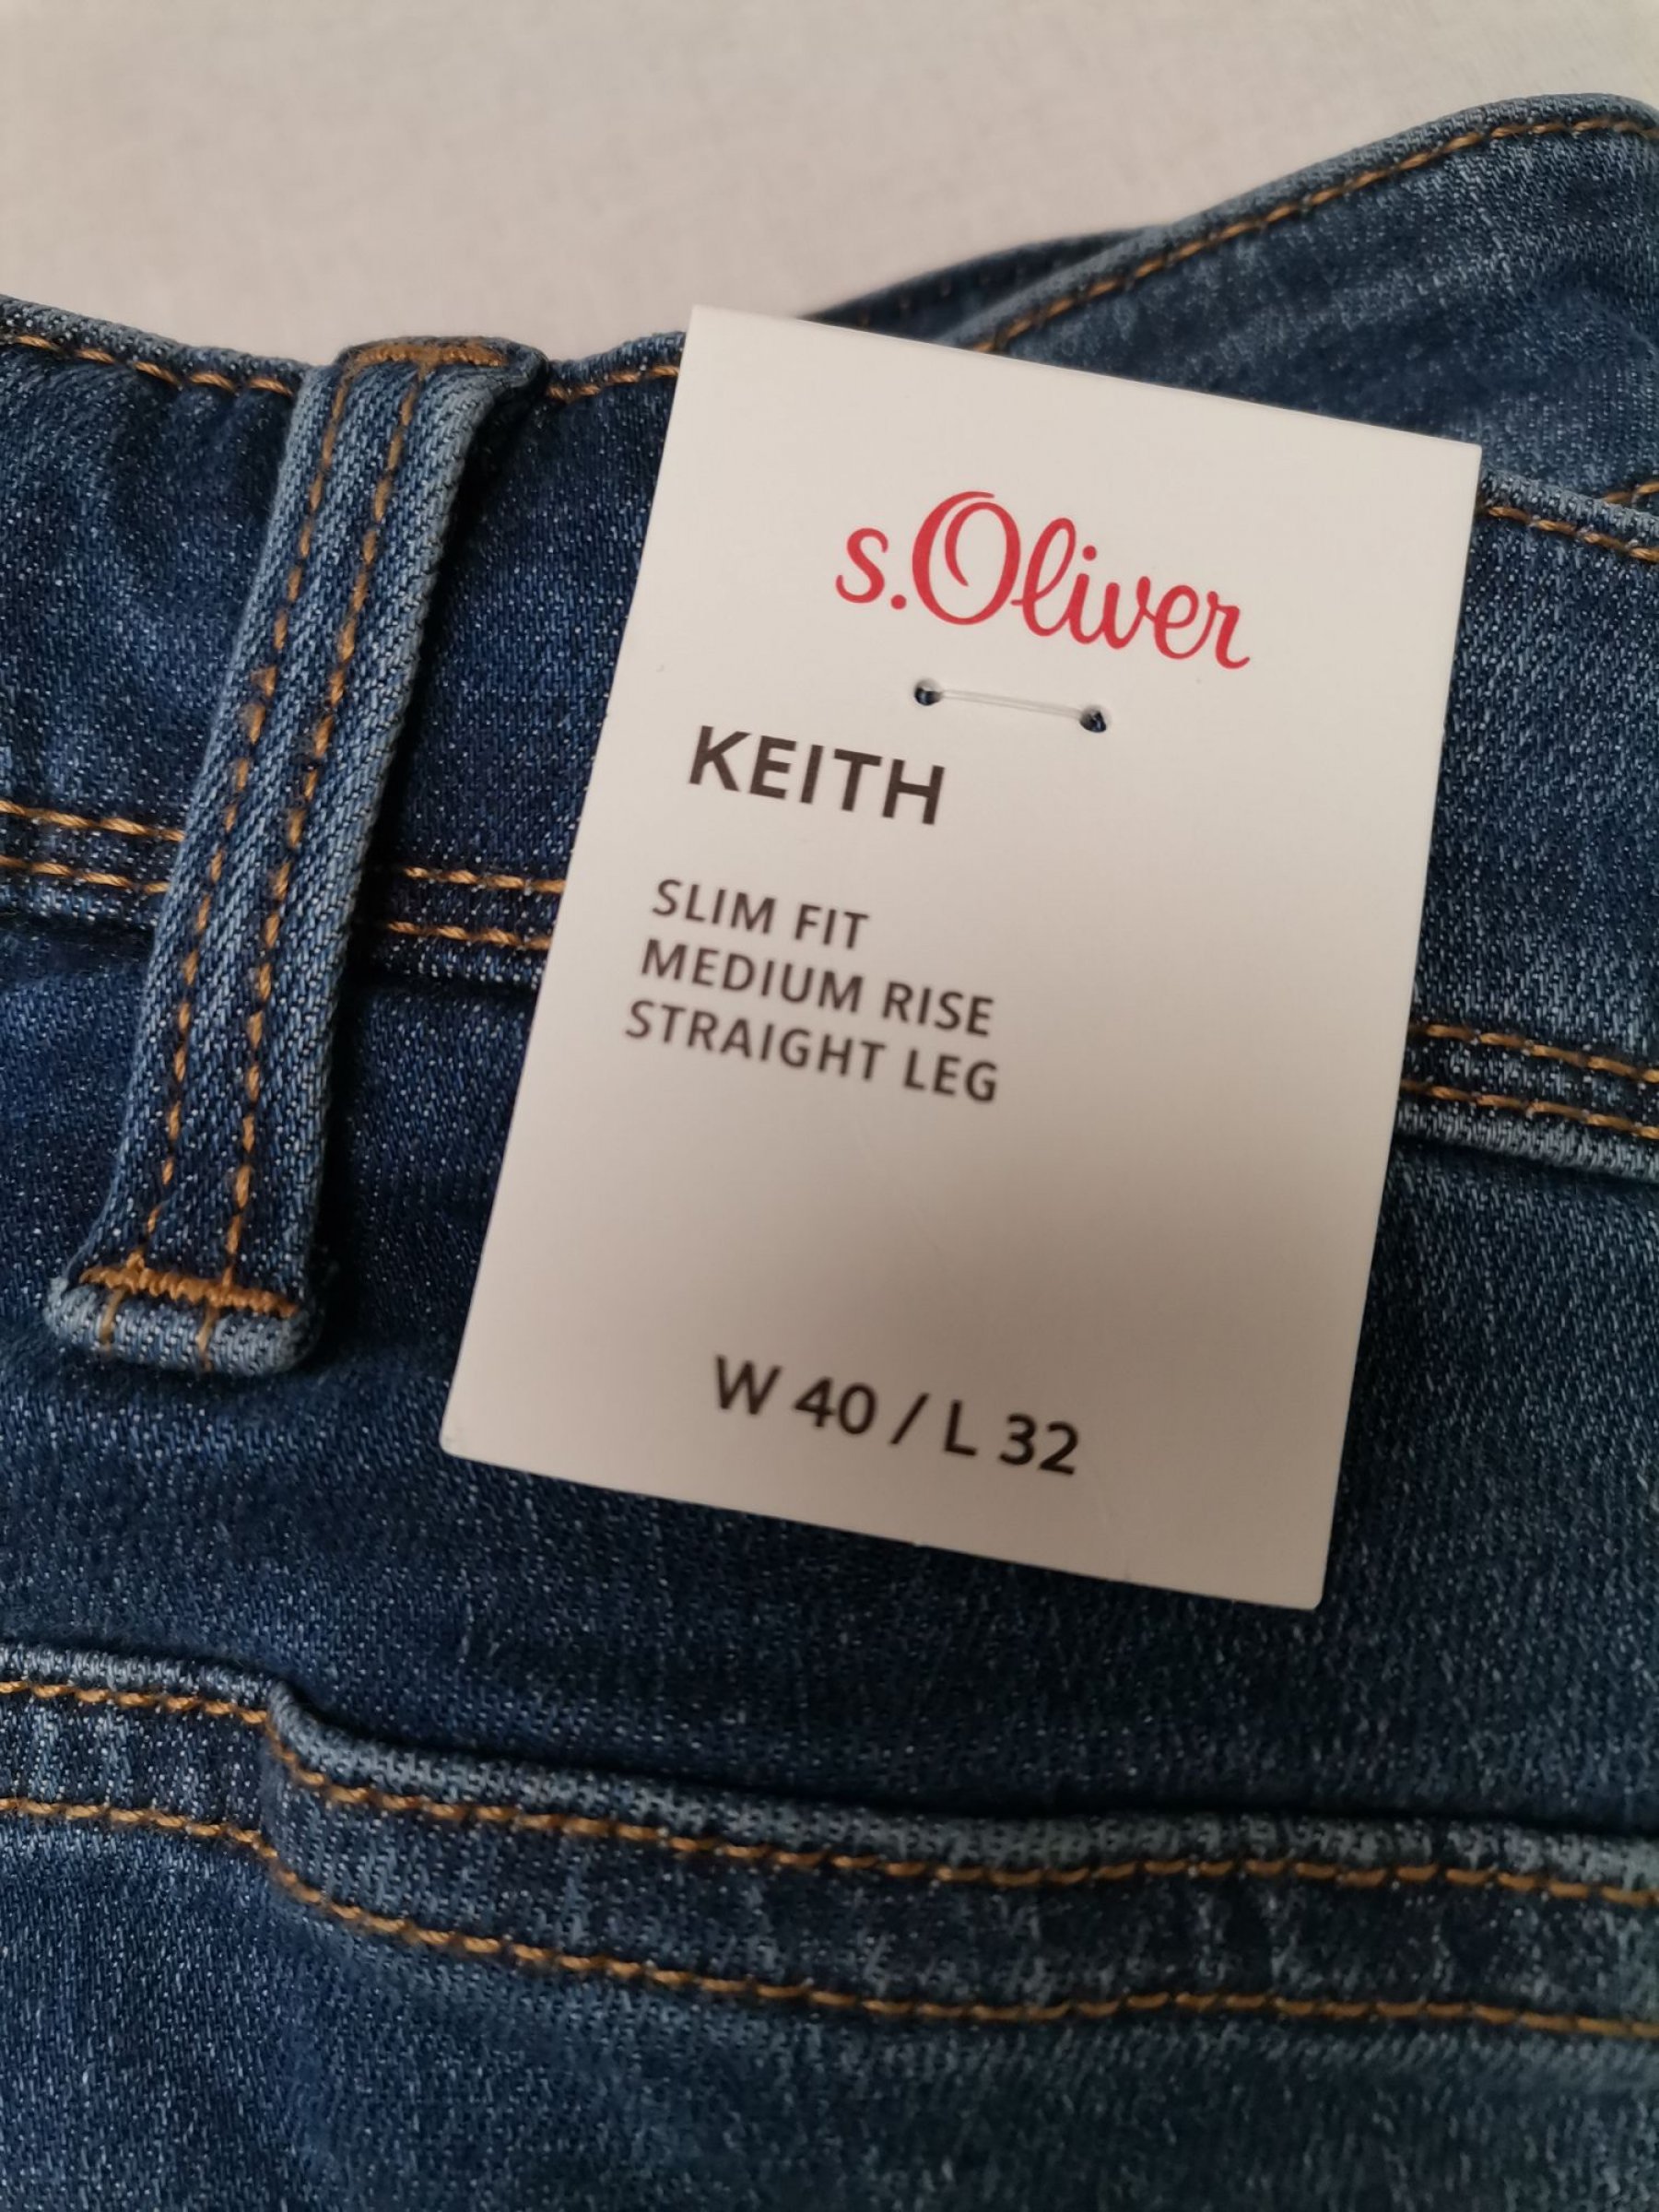 s.Oliver
KEITH
SLIM FIT
MEDIUM RISE
STRAIGHT LEG
W 40 / L 32